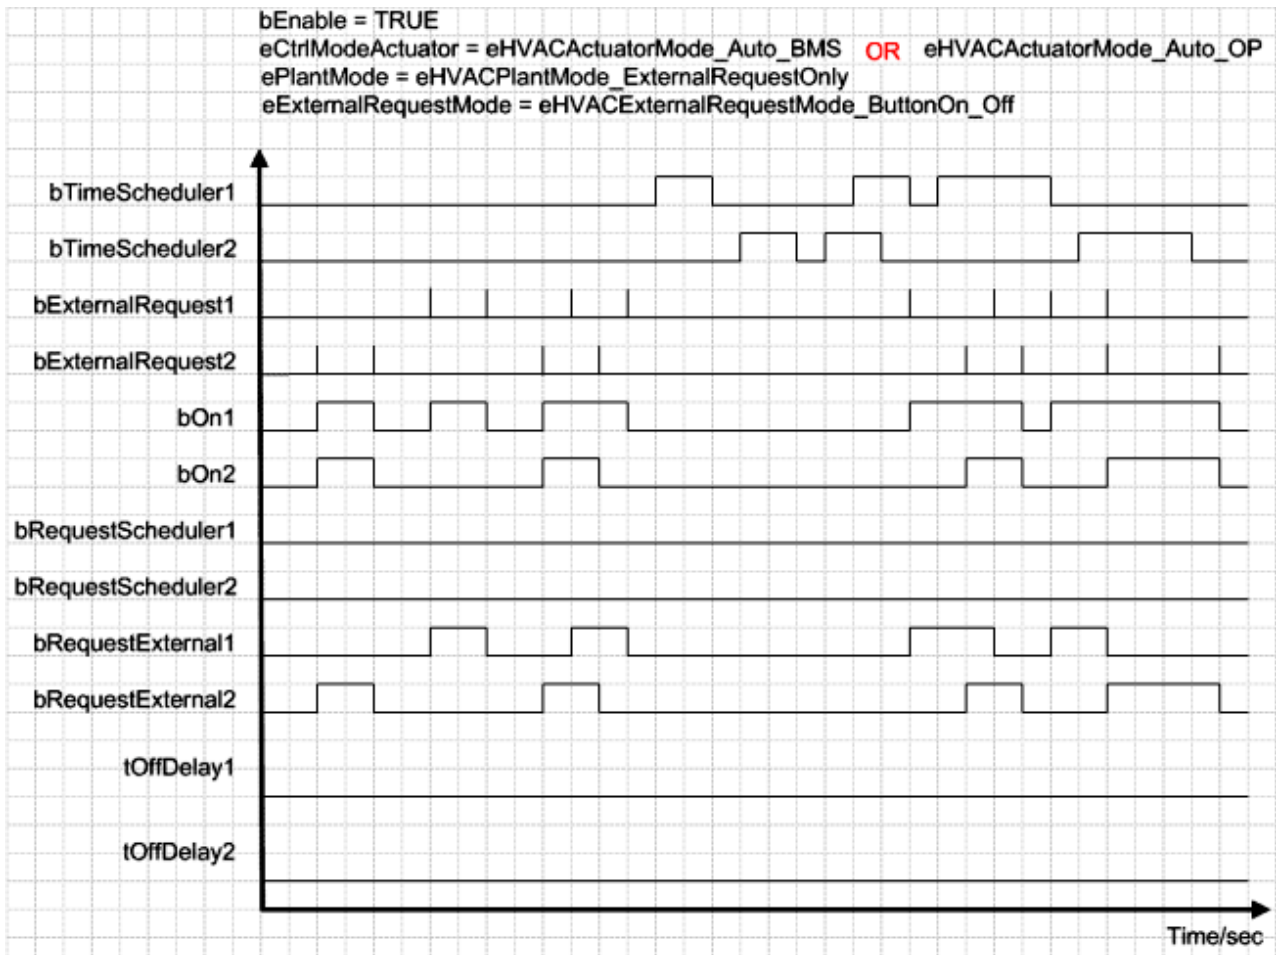 bEnable = TRUE
eCtrlModeActuator = eHVACActuatorMode_Auto_BMS OR eHVACActuatorMode_Auto_OP
ePlantMode = eHVACPlantMode_ExternalRequestOnly
eExternalRequestMode = eHVACExternalRequestMode_ButtonOn_Off
bTimeScheduler1
bTimeScheduler2
bExternalRequest1
bExternalRequest2
bOn1
bOn2
bRequestScheduler1
bRequestScheduler2
bRequestExternal1
bRequestExternal2
tOffDelay1
tOffDelay2
Time/sec